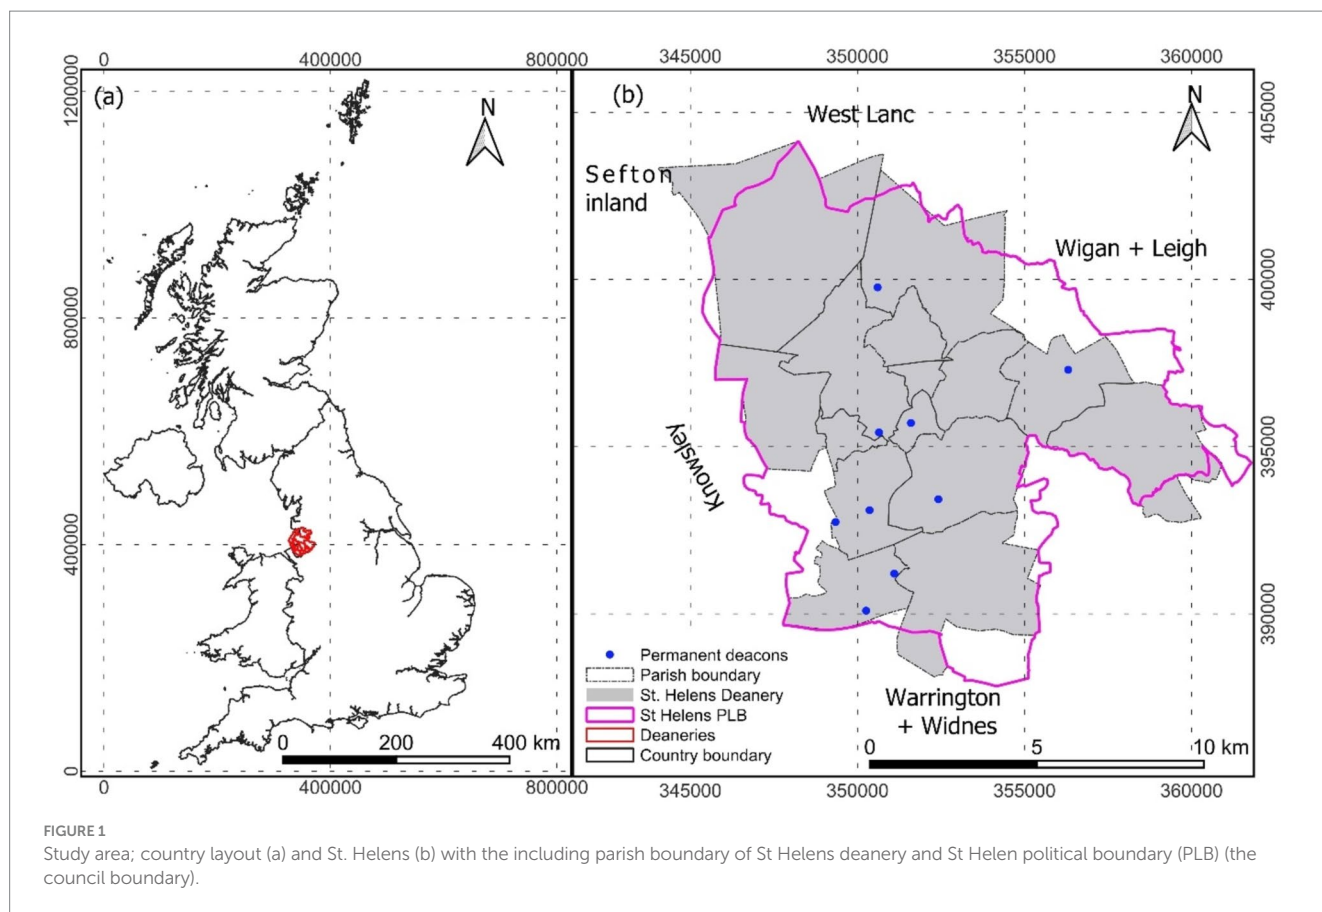 0 400000 800000
345000 350000 355000 360000
(a)
N
(b)
N
West Lanc
Sefton
inland
Wigan + Leigh
Knowsley
Warrington
+ Widnes
1200000
800000
400000
0
405000
400000
395000
390000
Permanent deacons
Parish boundary
St. Helens Deanery
St Helens PLB
Deaneries
Country boundary
0 200 400 km
0 5 10 km
0 400000 800000
345000 350000 355000 360000
FIGURE 1
Study area; country layout (a) and St. Helens (b) with the including parish boundary of St Helens deanery and St Helen political boundary (PLB) (the
council boundary).